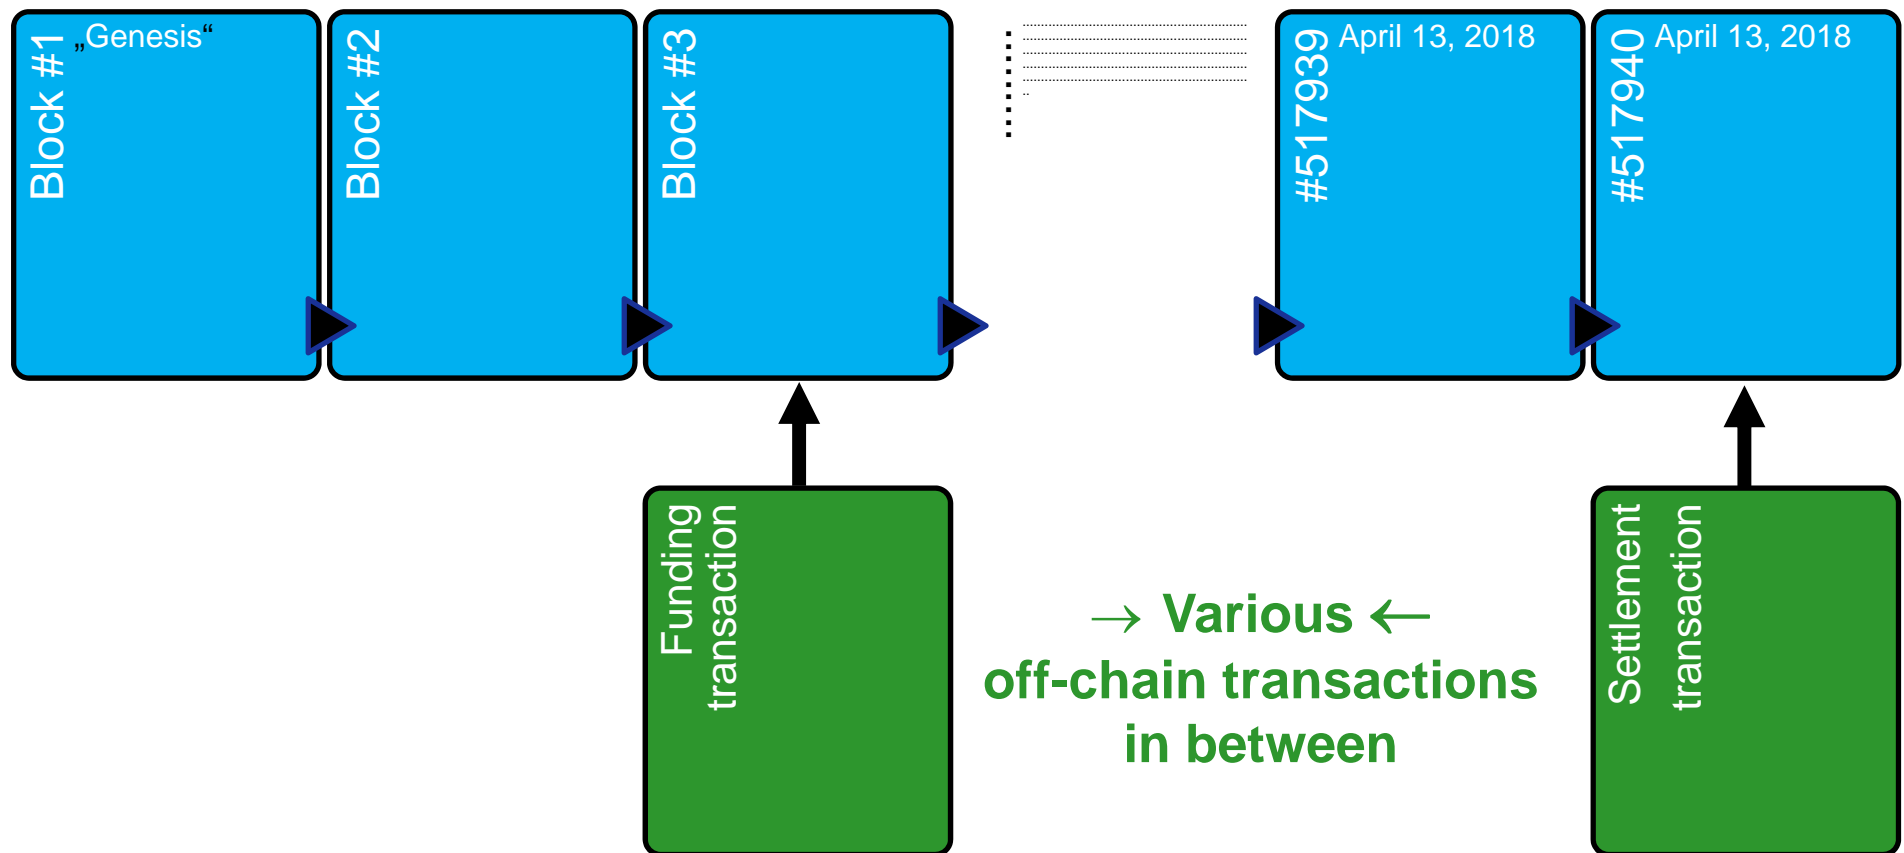 Block #1
„Genesis“
Block #2
Block #3
#517939
April 13, 2018
#517940
April 13, 2018
Funding
transaction
→ Various ←
off-chain transactions
in between
Settlement
transaction